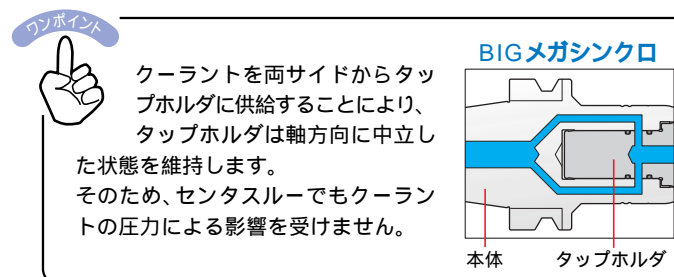 ワンポイント
クーラントを両サイドからタッ
プホルダに供給することにより、
タップホルダは軸方向に中立し
た状態を維持します。
そのため、センタスルーでもクーラン
トの圧力による影響を受けません。
BIGメガシンクロ
本体
タップホルダ